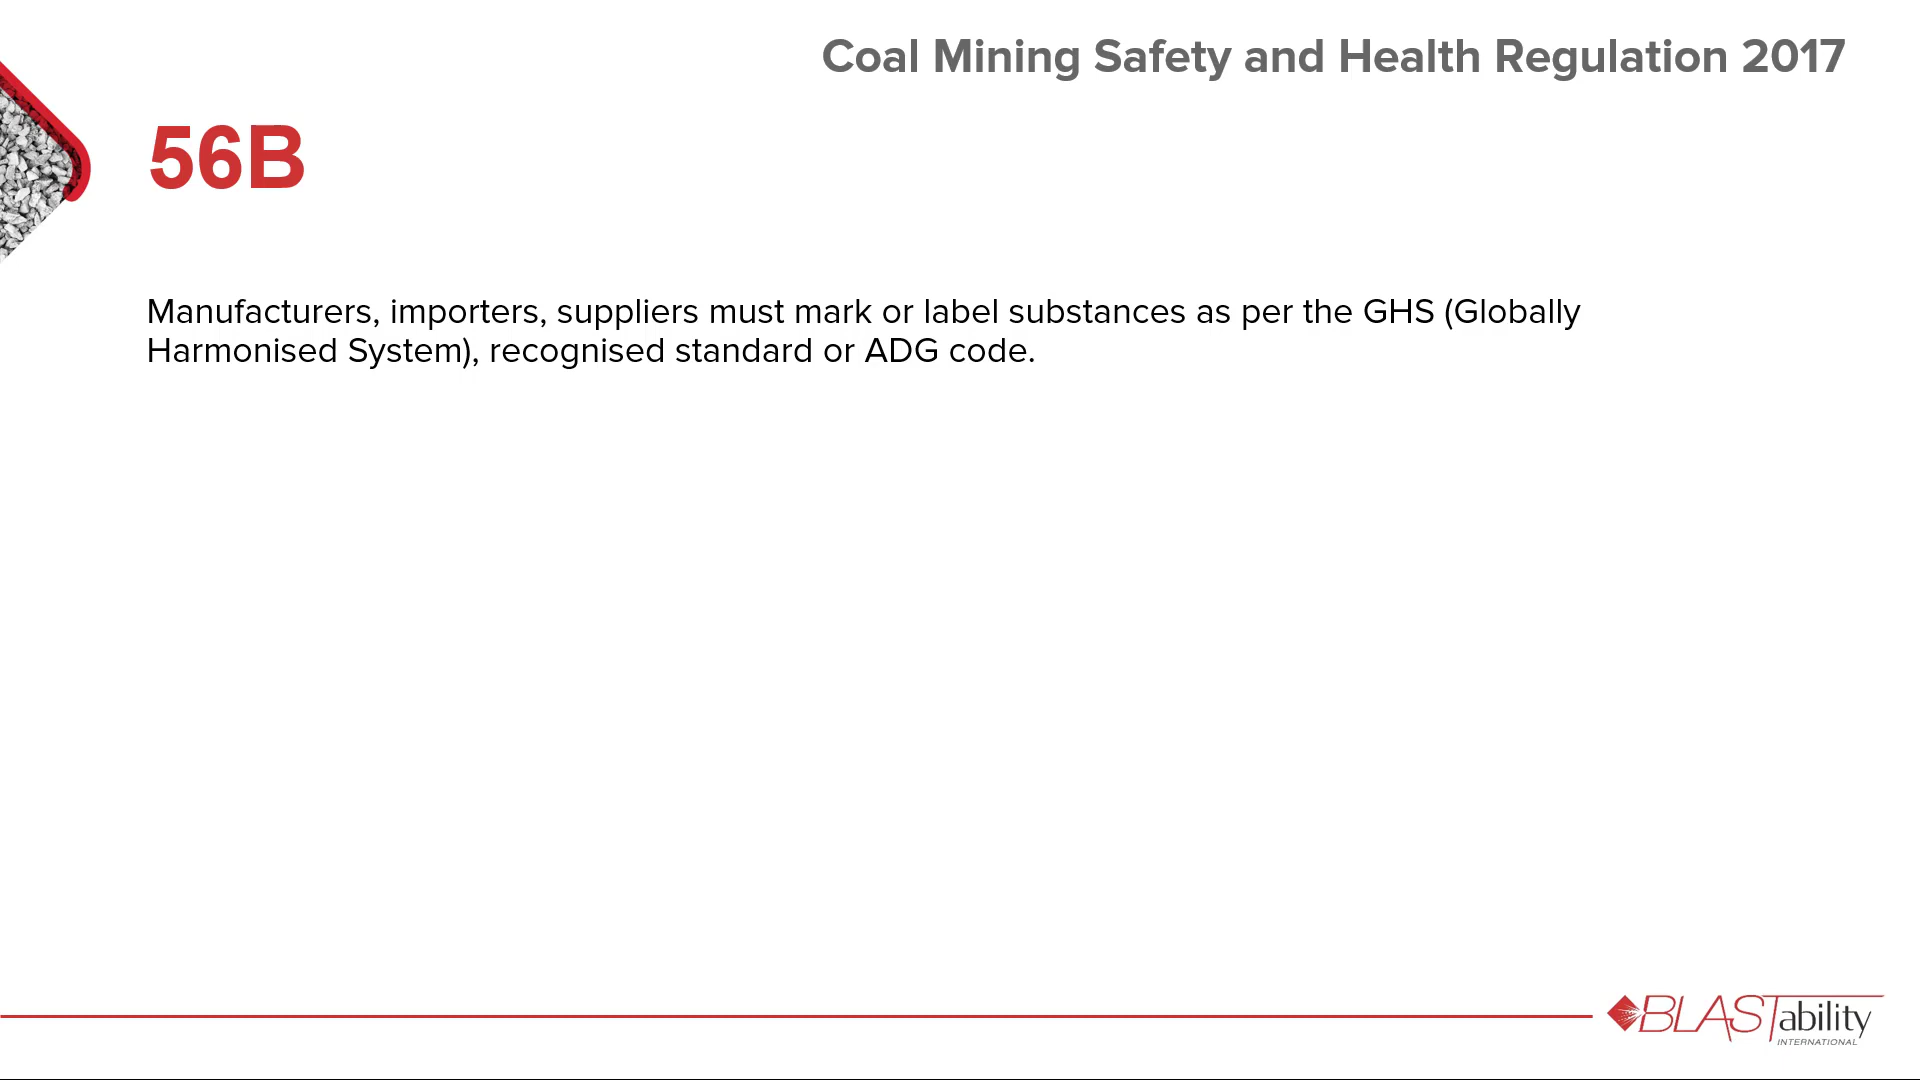 Coal Mining Safety and Health Regulation 2017
56B
Manufacturers, importers, suppliers must mark or label substances as per the GHS (Globally
Harmonised System), recognised standard or ADG code.
BLASTability
INTERNATIONAL